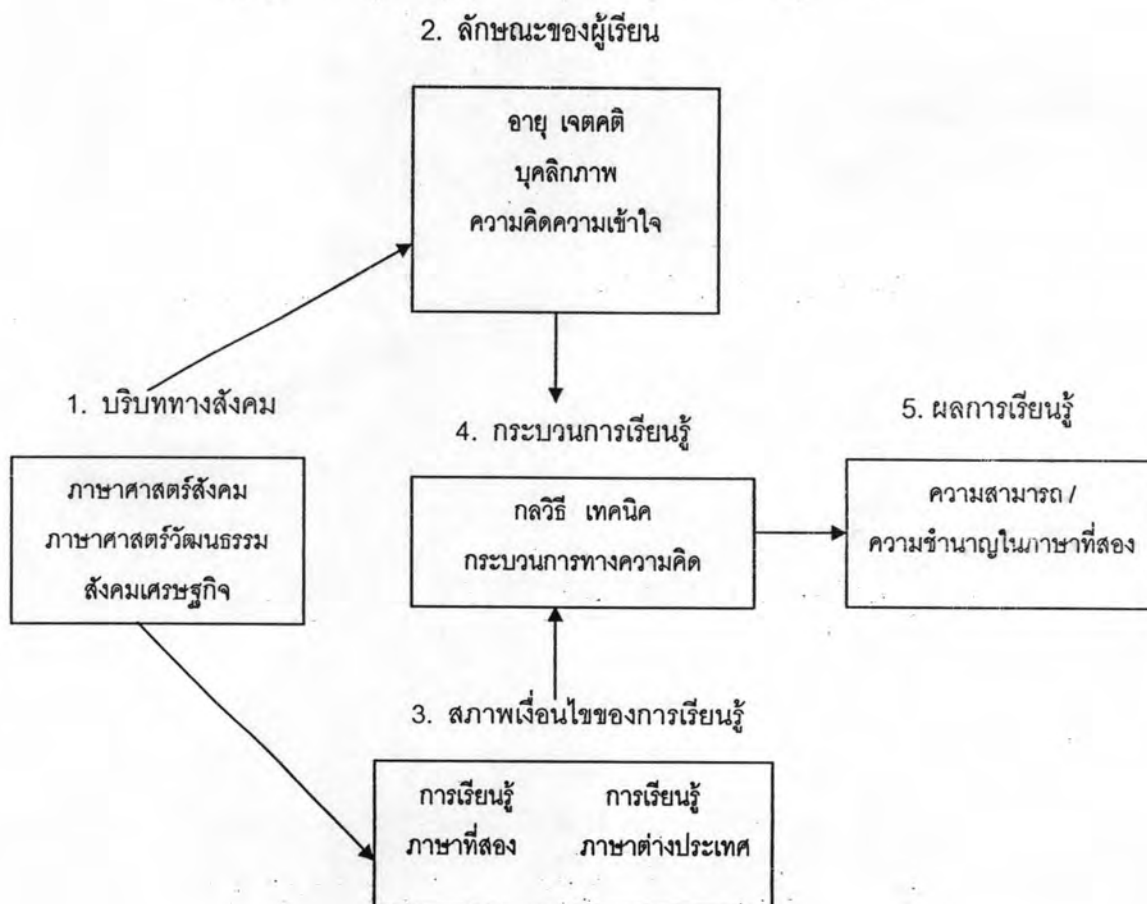 2. ลักษณะของผู้เรียน
อายุ เจตคติ
บุคลิกภาพ
ความคิดความเข้าใจ
1. บริบททางสังคม
ภาษาศาสตร์สังคม
ภาษาศาสตร์วัฒนธรรม
สังคมเศรษฐกิจ
4. กระบวนการเรียนรู้
กลวิธี เทคนิค
กระบวนการทางความคิด
5. ผลการเรียนรู้
ความสามารถ /
ความชำนาญในภาษาที่สอง
3. สภาพเงื่อนไขของการเรียนรู้
การเรียนรู้ การเรียนรู้
ภาษาที่สอง ภาษาต่างประเทศ